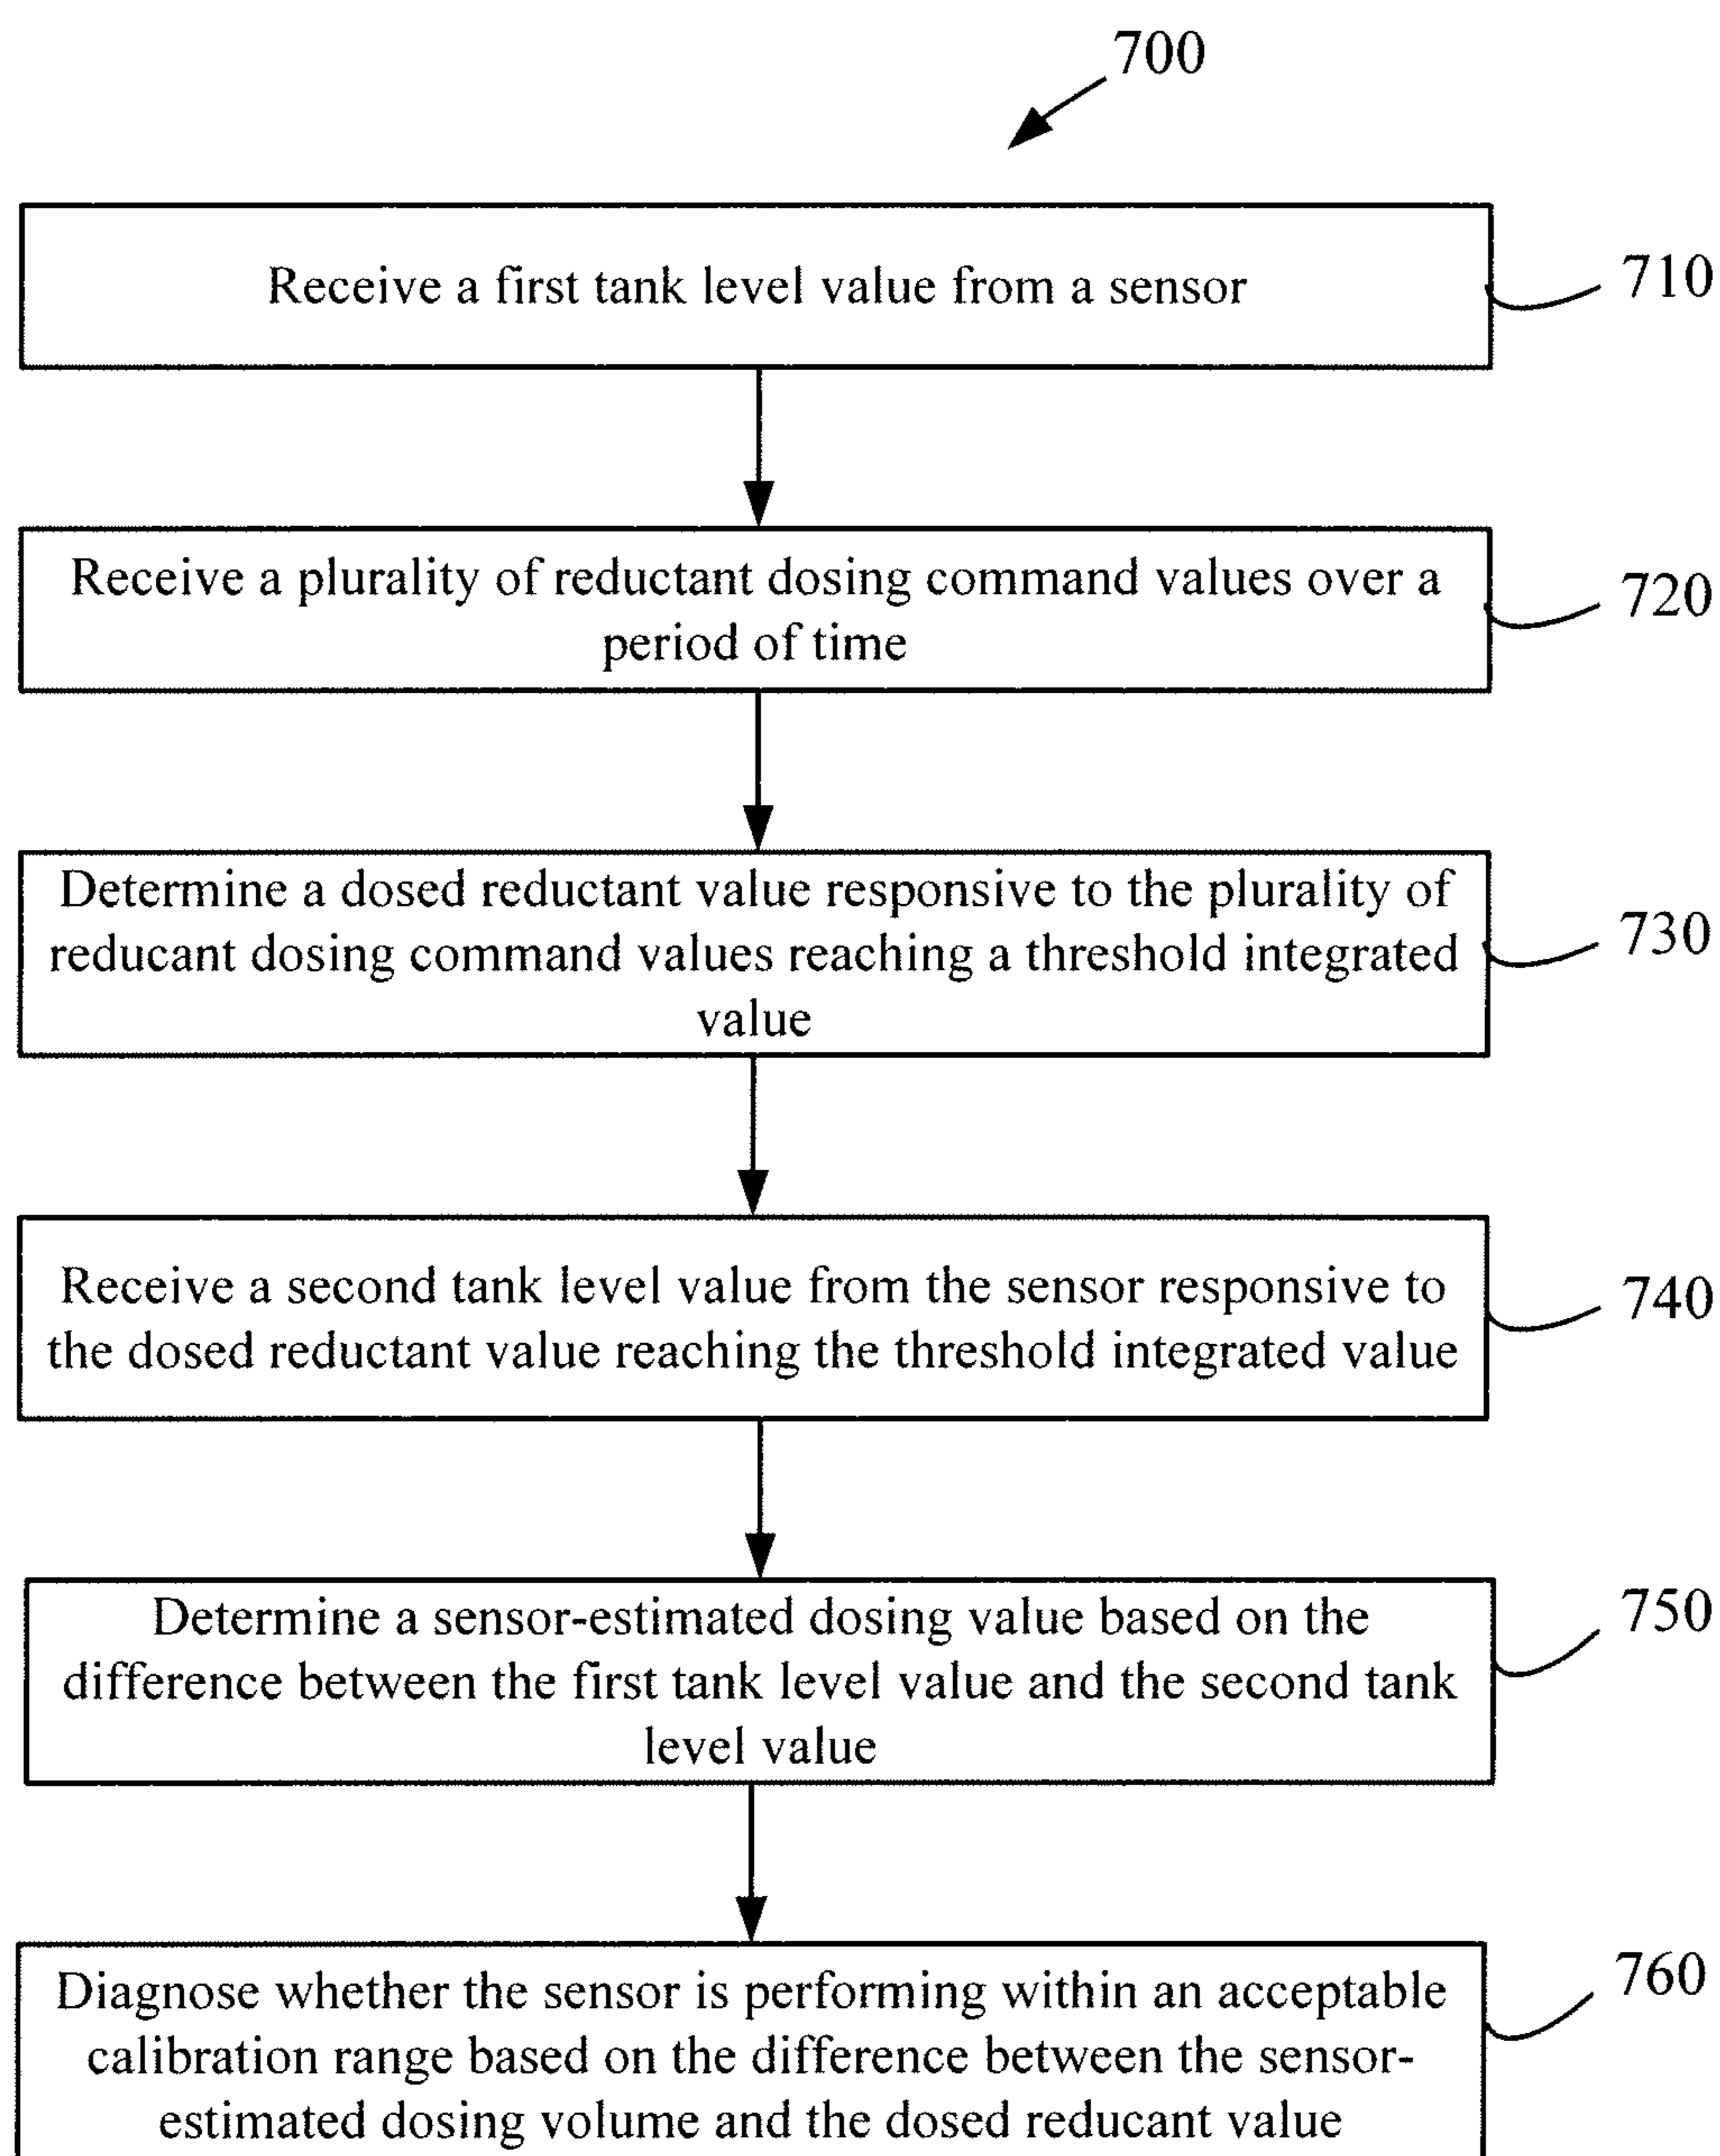 700
Receive a first tank level value from a sensor
710
Receive a plurality of reductant dosing command values over a
period of time
720
Determine a dosed reductant value responsive to the plurality of
reducant dosing command values reaching a threshold integrated
value
730
Receive a second tank level value from the sensor responsive to
the dosed reductant value reaching the threshold integrated value
740
Determine a sensor-estimated dosing value based on the
difference between the first tank level value and the second tank
level value
750
Diagnose whether the sensor is performing within an acceptable
calibration range based on the difference between the sensor-
estimated dosing volume and the dosed reducant value
760